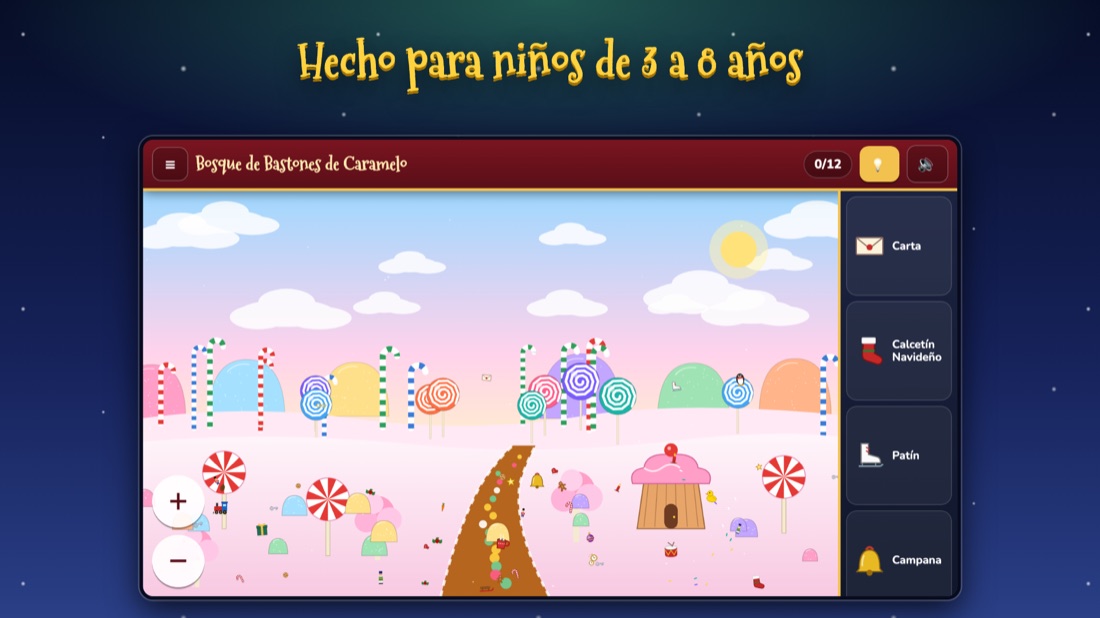 Hecho para niños de 3 a 8 años
Bosque de Bastones de Caramelo
0/12
Carta
Calcetín
Navideño
Patín
Campana